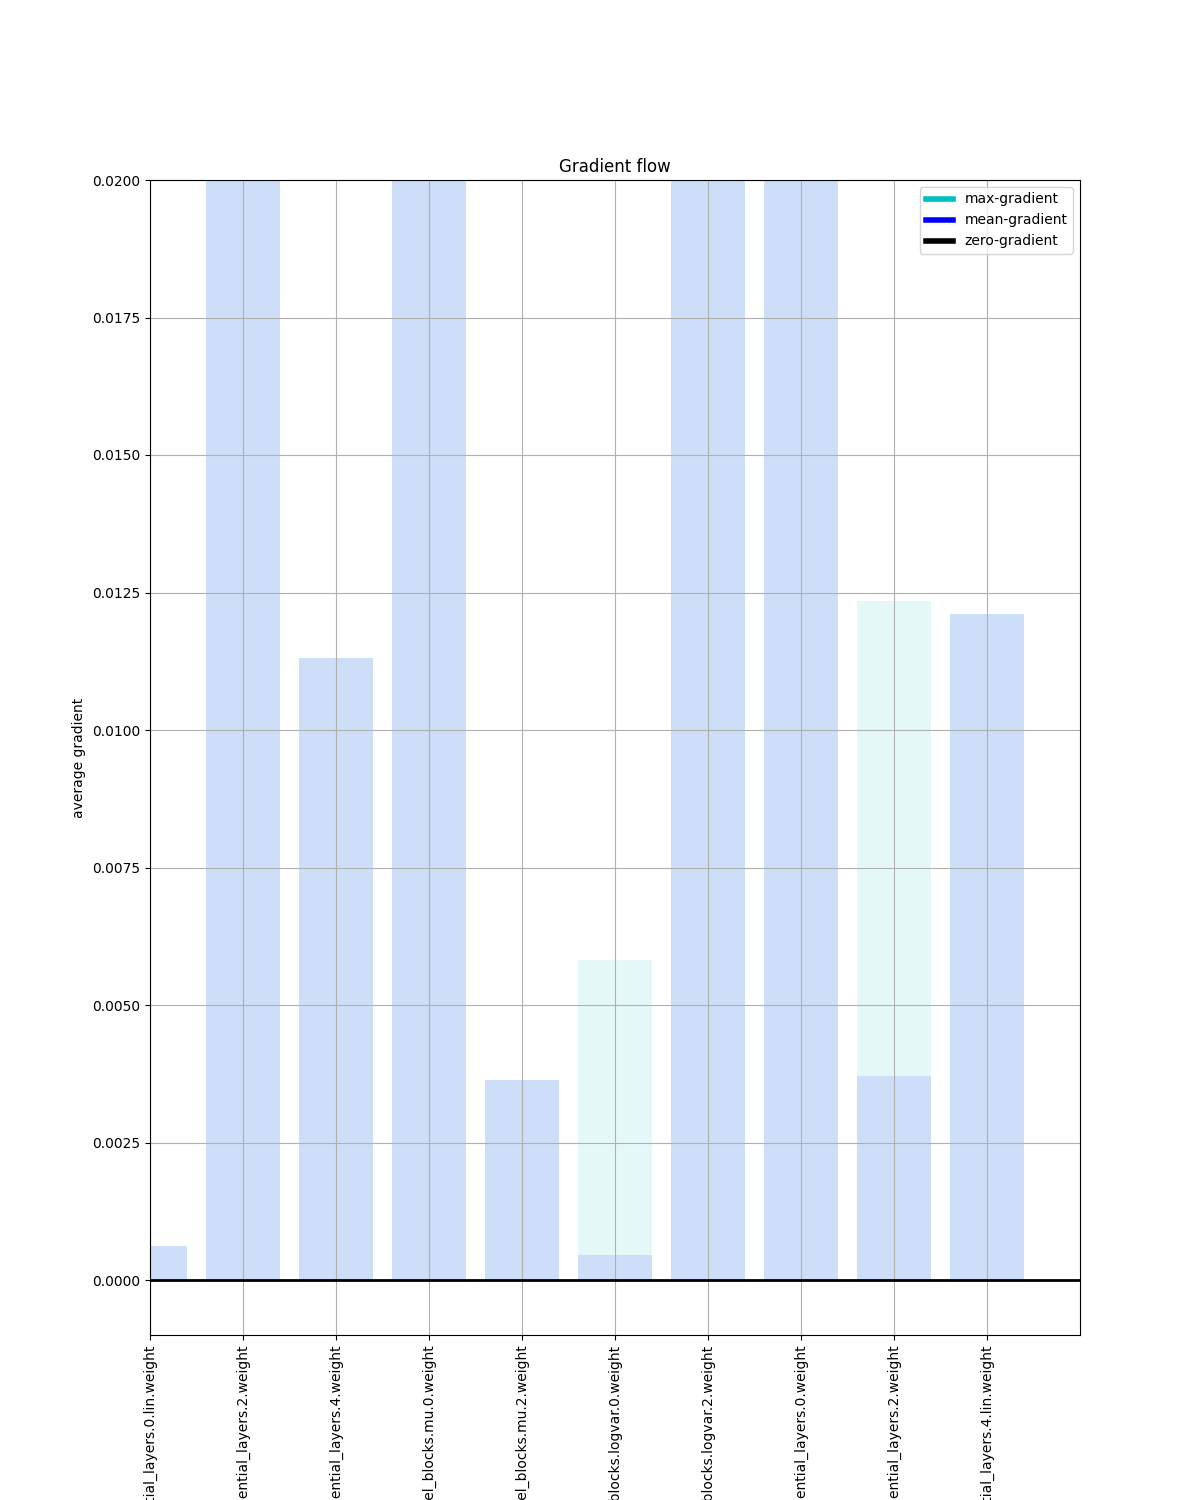 Gradient flow
max-gradient
mean-gradient
zero-gradient
0.0200
0.0175
0.0150
0.0125
0.0100
0.0075
0.0050
0.0025
0.0000
average gradient
tial_layers.0.lin.weight
ential_layers.2.weight
ential_layers.4.weight
el_blocks.mu.0.weight
el_blocks.mu.2.weight
blocks.logvar.0.weight
blocks.logvar.2.weight
ential_layers.0.weight
ential_layers.2.weight
tial_layers.4.lin.weight